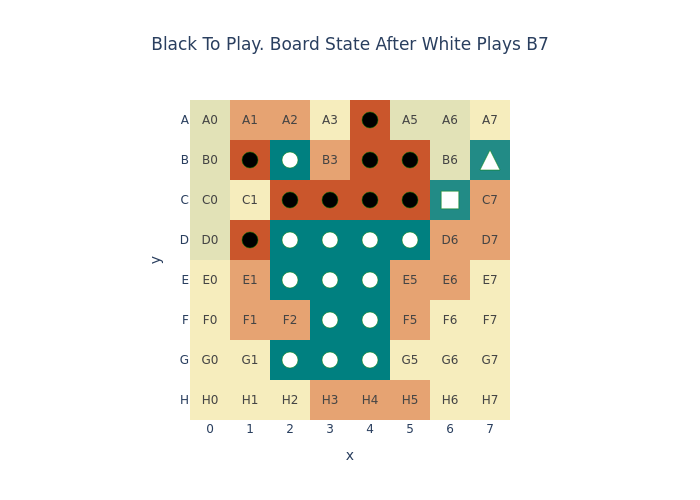 Black To Play. Board State After White Plays B7
A A0 A1 A2 A3 A5 A6 A7
B B0 B3 B6
C C0 C1 C7
D D0 D6 D7
E E0 E1 E5 E6 E7
F F0 F1 F2 F5 F6 F7
G G0 G1 G5 G6 G7
H H0 H1 H2 H3 H4 H5 H6 H7
0 1 2 3 4 5 6 7
x
y